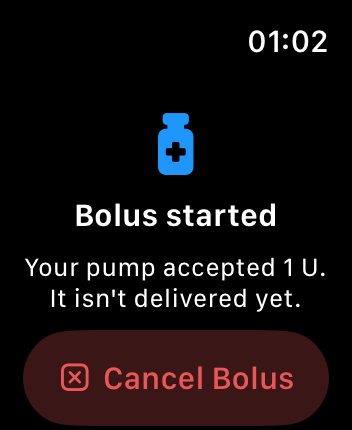 01:02
Bolus started
Your pump accepted 1 U.
It isn't delivered yet.
Cancel Bolus